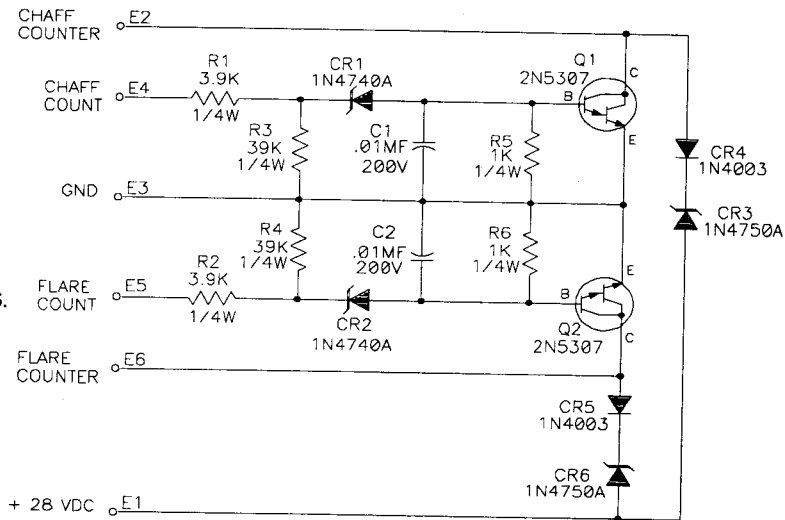 CHAFF
COUNTER
E2
R1
3.9K
1/4W
CR1
1N4740A
Q1
2N5307
C
B
E
CHAFF
COUNT
E4
R3
39K
1/4W
C1
.01MF
200V
R5
1K
1/4W
CR4
1N4003
GND
E3
CR3
1N4750A
R4
39K
1/4W
C2
.01MF
200V
R6
1K
1/4W
R2
3.9K
1/4W
E
B
C
S.
FLARE
COUNT
E5
CR2
1N4740A
Q2
2N5307
FLARE
COUNTER
E6
CR5
1N4003
CR6
1N4750A
+ 28 VDC
E1